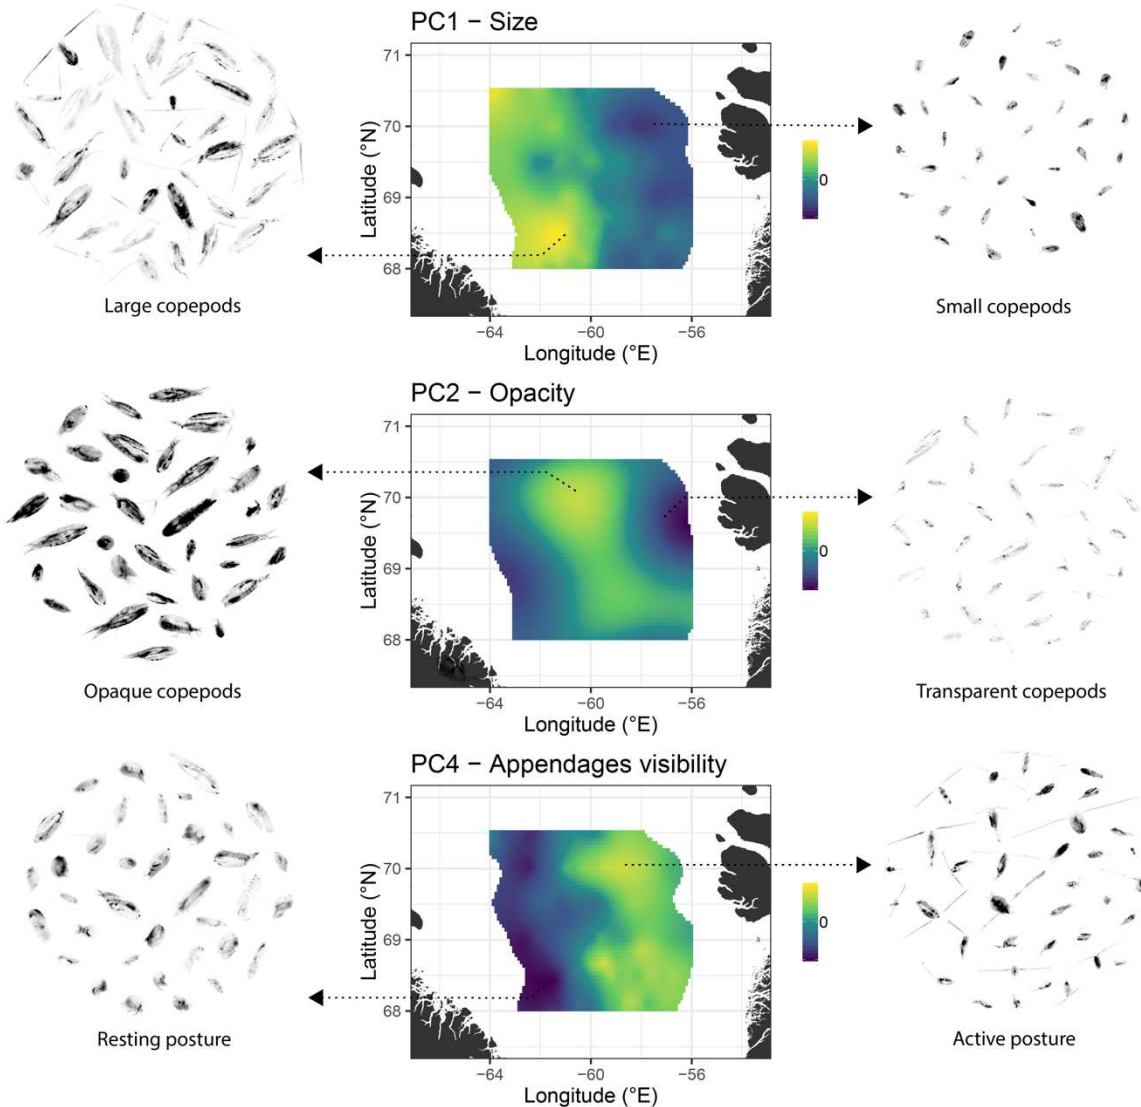 PC1 − Size
71
70
69
68
Latitude (°N)
−64 −60 −56
Longitude (°E)
0
Large copepods
Small copepods
PC2 − Opacity
71
70
69
68
Latitude (°N)
−64 −60 −56
Longitude (°E)
0
Opaque copepods
Transparent copepods
PC4 − Appendages visibility
71
70
69
68
Latitude (°N)
−64 −60 −56
Longitude (°E)
0
Resting posture
Active posture